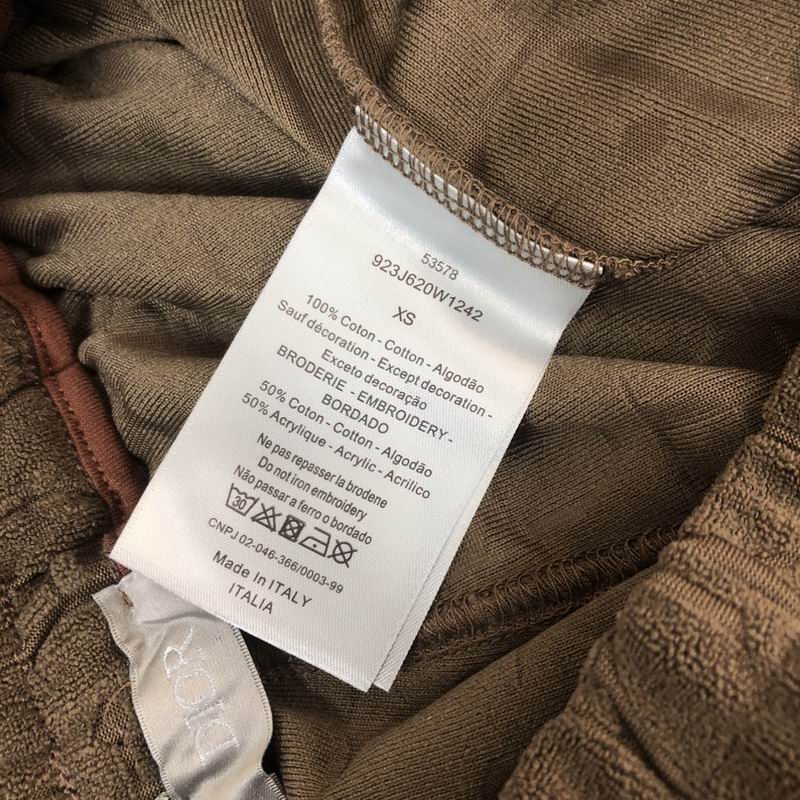 53578
923J620W1242
XS
100% Coton - Cotton - Algodão
Sauf décoration - Except decoration -
Exceto decoração
BRODERIE - EMBROIDERY -
BORDADO
50% Coton - Cotton - Algodão
50% Acrylique - Acrylic - Acrilico
Ne pas repasser la brodene
Do not iron embroidery
Não passar a ferro o bordado
30
CNPJ 02-046-366/0003-99
Made In ITALY
ITALIA
DIOR